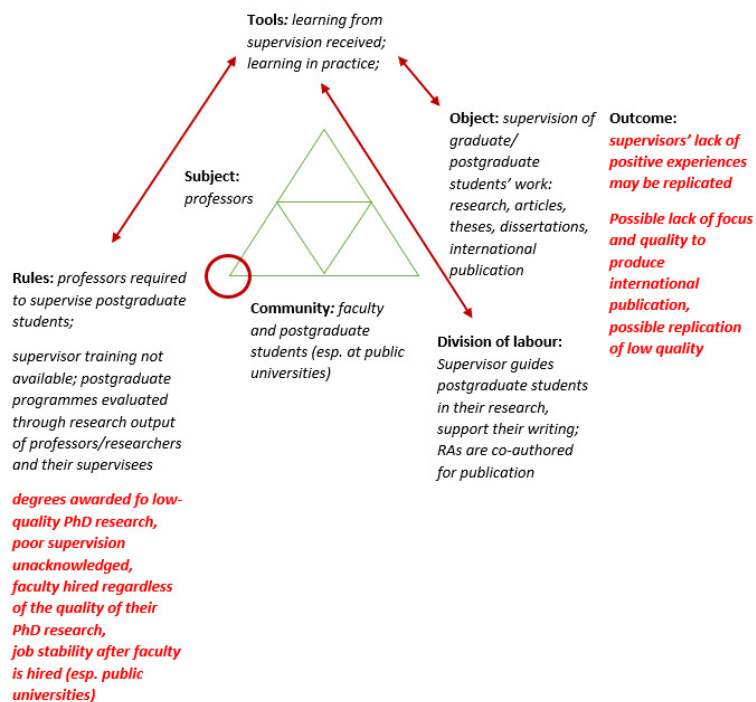 Tools: learning from
supervision received;
learning in practice;
Subject:
professors
Object: supervision of
graduate/
postgraduate
students’ work:
research, articles,
theses, dissertations,
international
publication
Outcome:
supervisors’ lack of
positive experiences
may be replicated
Possible lack of focus
and quality to
produce
international
publication,
possible replication
of low quality
Rules: professors required
to supervise postgraduate
students;
supervisor training not
available; postgraduate
programmes evaluated
through research output
of professors/researchers
and their supervisees
degrees awarded fo low-
quality PhD research,
poor supervision
unacknowledged,
faculty hired regardless
of the quality of their
PhD research,
job stability after faculty
is hired (esp. public
universities)
Community: faculty
and postgraduate
students (esp. at public
universities)
Division of labour:
Supervisor guides
postgraduate students
in their research,
support their writing;
RAs are co-authored
for publication